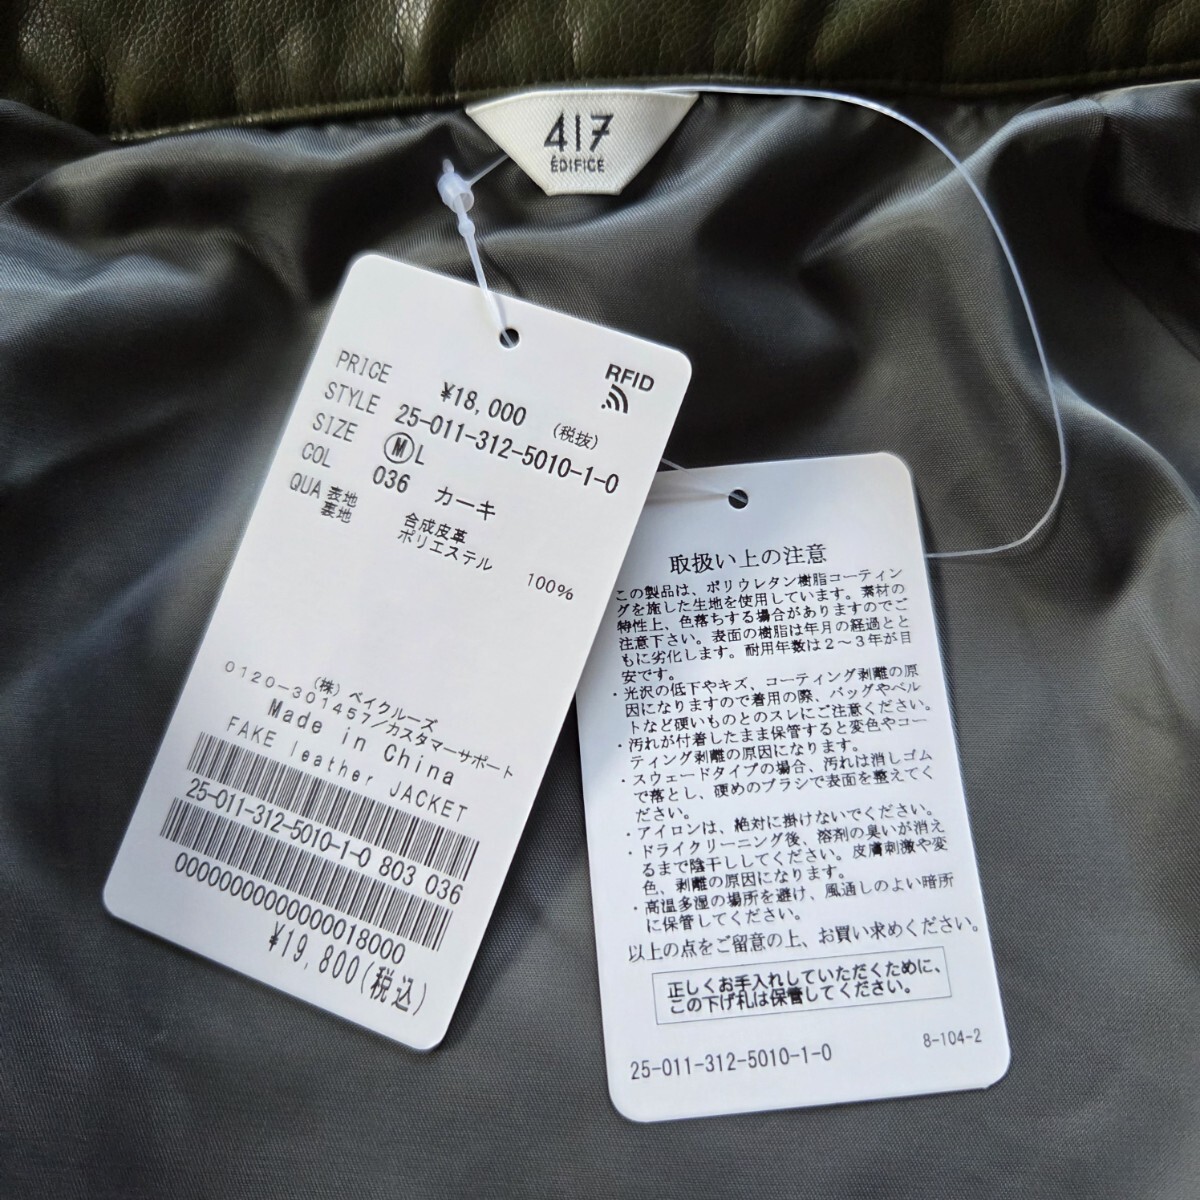 417
ÉDIFICE
RFID
PRICE ¥18,000 (税抜)
STYLE 25-011-312-5010-1-0
SIZE ⓂL
COL 036 カーキ
QUA 表地 合成皮革
裏地 ポリエステル 100%
(株) ベイクルーズ
0120-301457/カスタマーサポート
Made in China
FAKE leather JACKET
25-011-312-5010-1-0 803 036
0000000000000018000
¥19,800(税込)
取扱い上の注意
この製品は、ポリウレタン樹脂コーティン
グを施した生地を使用しています。素材の
特性上、色落ちする場合がありますのでご
注意下さい。表面の樹脂は年月の経過とと
もに劣化します。耐用年数は2〜3年が目
安です。
・光沢の低下やキズ、コーティング剥離の原
因になりますので着用の際、バッグやベル
トなど硬いものとのスレにご注意ください。
・汚れが付着したまま保管すると変色やコー
ティング剥離の原因になります。
・スウェードタイプの場合、汚れは消しゴム
で落とし、硬めのブラシで表面を整えてく
ださい。
・アイロンは、絶対に掛けないでください。
・ドライクリーニング後、溶剤の臭いが消え
るまで陰干ししてください。皮膚刺激や変
色、剥離の原因になります。
・高温多湿の場所を避け、風通しのよい暗所
に保管してください。
以上の点をご留意の上、お買い求めください。
正しくお手入れしていただくために、
この下げ札は保管してください。
8-104-2
25-011-312-5010-1-0